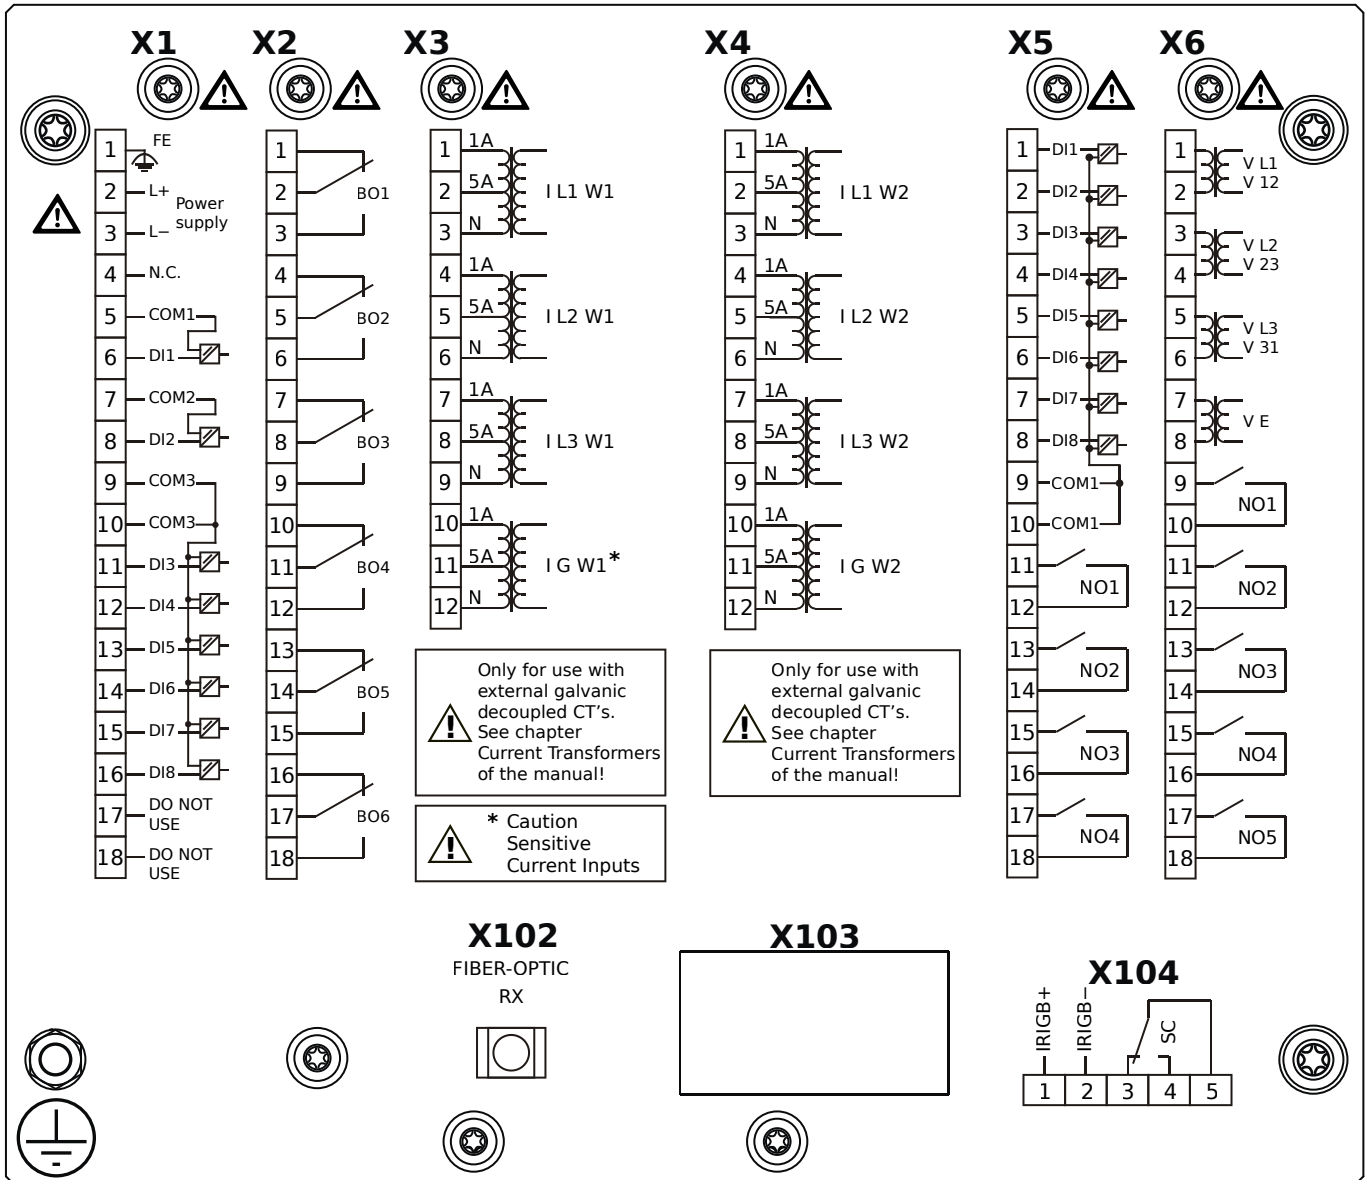 X1
X2
X3
X4
X5
X6
1 FE
2 L+ Power
supply
3 L−
4 N.C.
5 COM1
6 DI1
7 COM2
8 DI2
9 COM3
10 COM3
11 DI3
12 DI4
13 DI5
14 DI6
15 DI7
16 DI8
17 DO NOT
USE
18 DO NOT
USE
1
2 BO1
3
4
5 BO2
6
7
8 BO3
9
10
11 BO4
12
13
14 BO5
15
16
17 BO6
18
1 1A
2 5A I L1 W1
3 N
4 1A
5 5A I L2 W1
6 N
7 1A
8 5A I L3 W1
9 N
10 1A
11 5A I G W1*
12 N
Only for use with
external galvanic
decoupled CT's.
See chapter
Current Transformers
of the manual!
* Caution
Sensitive
Current Inputs
1 1A
2 5A I L1 W2
3 N
4 1A
5 5A I L2 W2
6 N
7 1A
8 5A I L3 W2
9 N
10 1A
11 5A I G W2
12 N
Only for use with
external galvanic
decoupled CT's.
See chapter
Current Transformers
of the manual!
1 DI1
2 DI2
3 DI3
4 DI4
5 DI5
6 DI6
7 DI7
8 DI8
9 COM1
10 COM1
11
NO1
12
13
NO2
14
15
NO3
16
17
NO4
18
1 V L1
2 V 12
3 V L2
4 V 23
5 V L3
6 V 31
7
V E
8
9
NO1
10
11
NO2
12
13
NO3
14
15
NO4
16
17
NO5
18
X102
FIBER-OPTIC
RX
X103
X104
IRIGB+
IRIGB−
SC
1 2 3 4 5